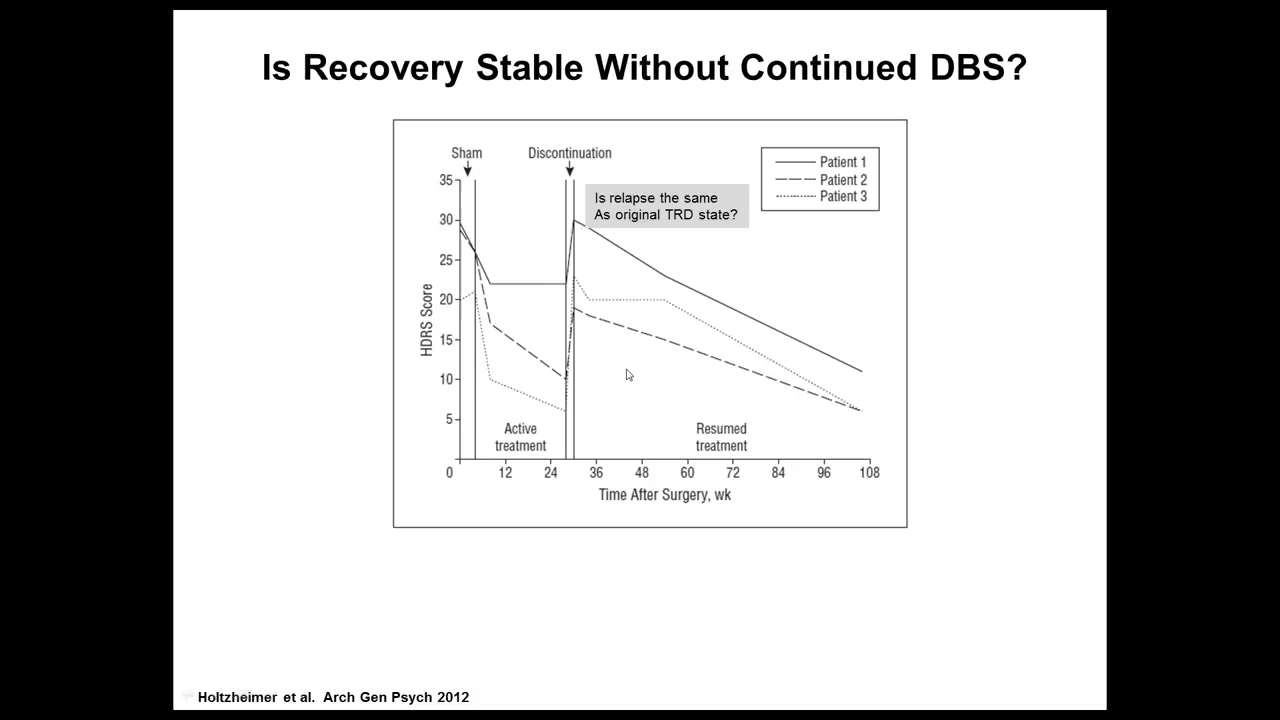 Is Recovery Stable Without Continued DBS?
Sham
Discontinuation
Patient 1
Patient 2
Patient 3
Is relapse the same
As original TRD state?
HDRS Score
35
30
25
20
15
10
5
Active
treatment
Resumed
treatment
0 12 24 36 48 60 72 84 96 108
Time After Surgery, wk
Holtzheimer et al. Arch Gen Psych 2012